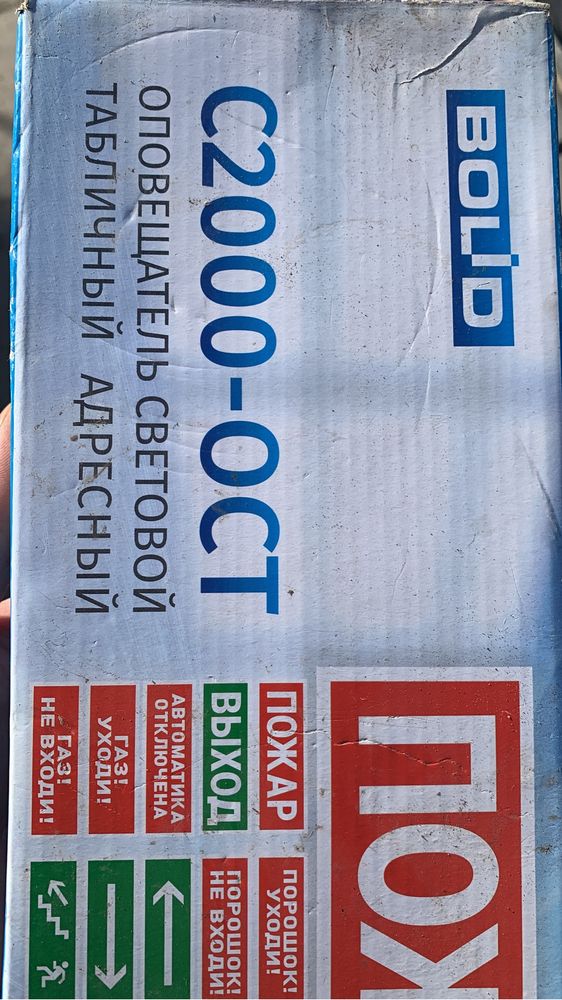 BOLID
С2000-ОСТ
ОПОВЕЩАТЕЛЬ СВЕТОВОЙ
ТАБЛИЧНЫЙ АДРЕСНЫЙ
ПОЖ
ПОЖАР
ВЫХОД
АВТОМАТИКА
ОТКЛЮЧЕНА
ГАЗ!
УХОДИ!
ГАЗ!
НЕ ВХОДИ!
ПОРОШОК!
УХОДИ!
ПОРОШОК!
НЕ ВХОДИ!